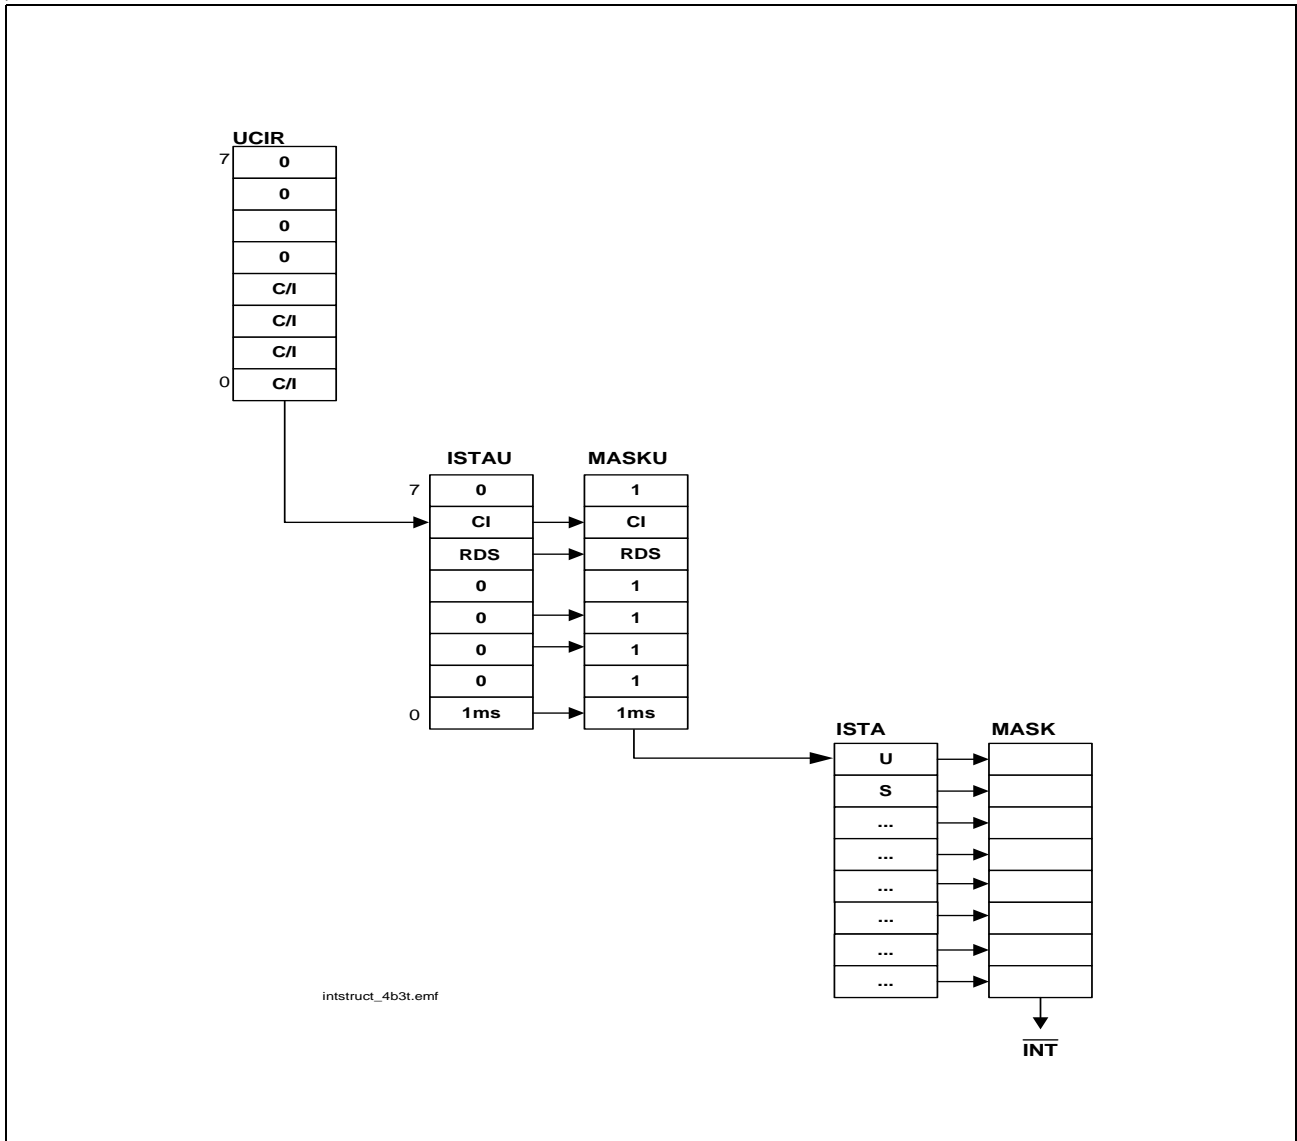 UCIR
7 0
0
0
0
C/I
C/I
C/I
0 C/I
ISTAU MASKU
7 0 1
CI CI
RDS RDS
0 1
0 1
0 1
0 1
0 1ms 1ms
ISTA MASK
U
S
...
...
...
...
...
...
intstruct_4b3t.emf
INT